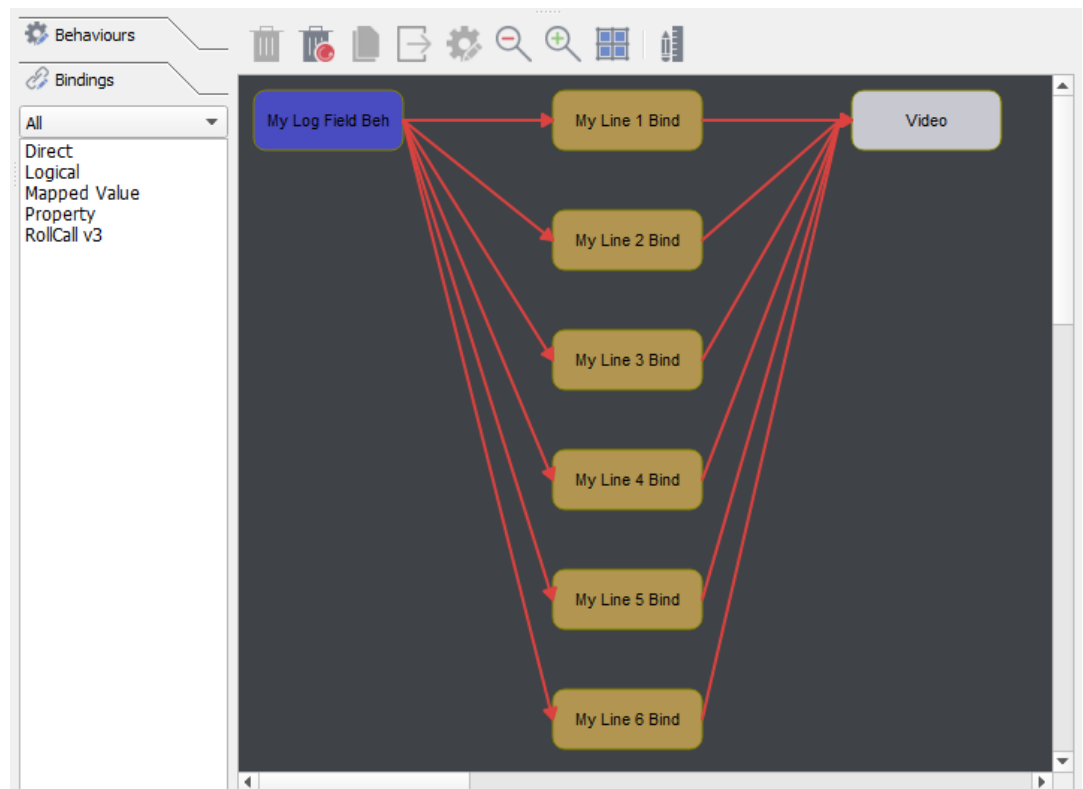 Behaviours
Bindings
All
Direct
Logical
Mapped Value
Property
RollCall v3
My Log Field Beh
My Line 1 Bind
Video
My Line 2 Bind
My Line 3 Bind
My Line 4 Bind
My Line 5 Bind
My Line 6 Bind